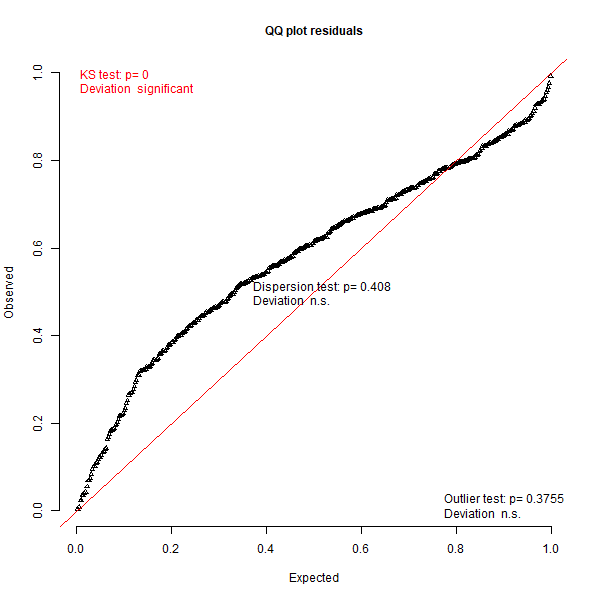 QQ plot residuals
KS test: p= 0
Deviation significant
Dispersion test: p= 0.408
Deviation n.s.
Outlier test: p= 0.3755
Deviation n.s.
Observed
1.0
0.8
0.6
0.4
0.2
0.0
0.0 0.2 0.4 0.6 0.8 1.0
Expected